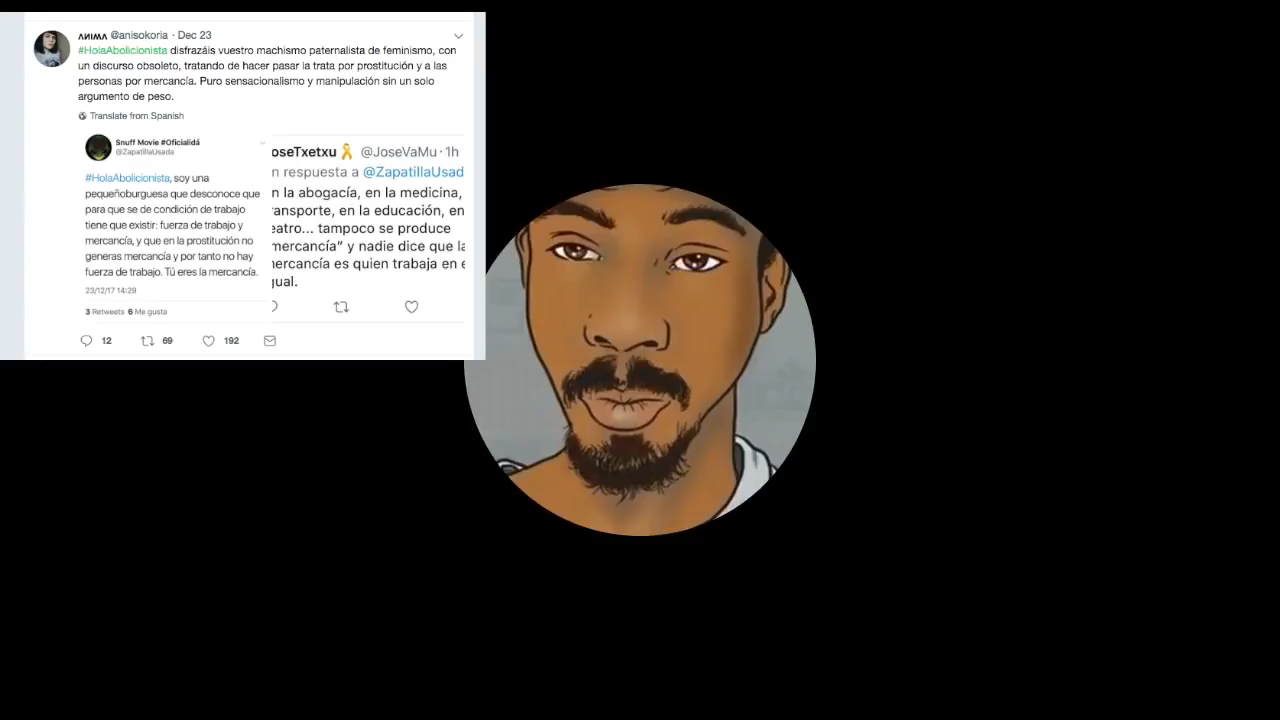 ΛNIMΛ @anisokoria · Dec 23
#HolaAbolicionista disfrazáis vuestro machismo paternalista de feminismo, con
un discurso obsoleto, tratando de hacer pasar la trata por prostitución y a las
personas por mercancía. Puro sensacionalismo y manipulación sin un solo
argumento de peso.
Translate from Spanish
Snuff Movie #Oficialidá
@ZapatillaUsada
#HolaAbolicionista, soy una
pequeñoburguesa que desconoce que
para que se de condición de trabajo
tiene que existir: fuerza de trabajo y
mercancía, y que en la prostitución no
generas mercancía y por tanto no hay
fuerza de trabajo. Tú eres la mercancía.
23/12/17 14:29
3 Retweets 6 Me gusta
oseTxetxu @JoseVaMu · 1h
n respuesta a @ZapatillaUsad
n la abogacía, en la medicina,
ransporte, en la educación, en
eatro... tampoco se produce
mercancía" y nadie dice que la
mercancía es quien trabaja en e
gual.
12 69 192